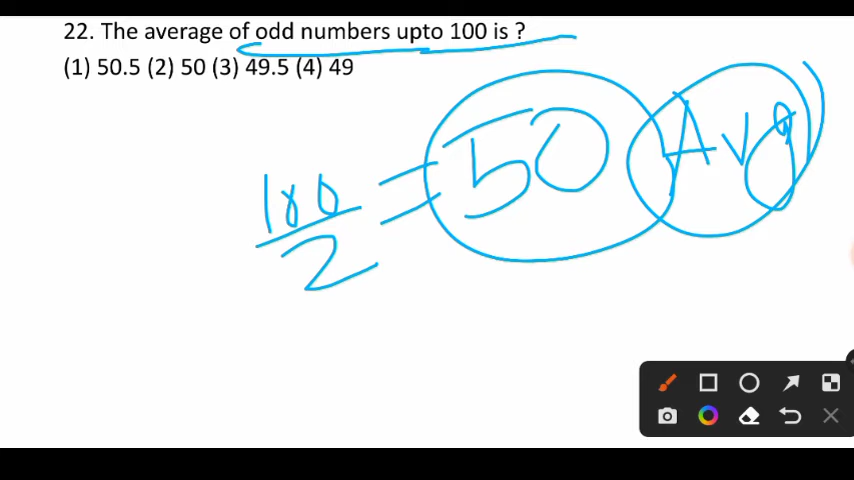 22. The average of odd numbers upto 100 is ?
(1) 50.5 (2) 50 (3) 49.5 (4) 49
100/2 = 50 Avg